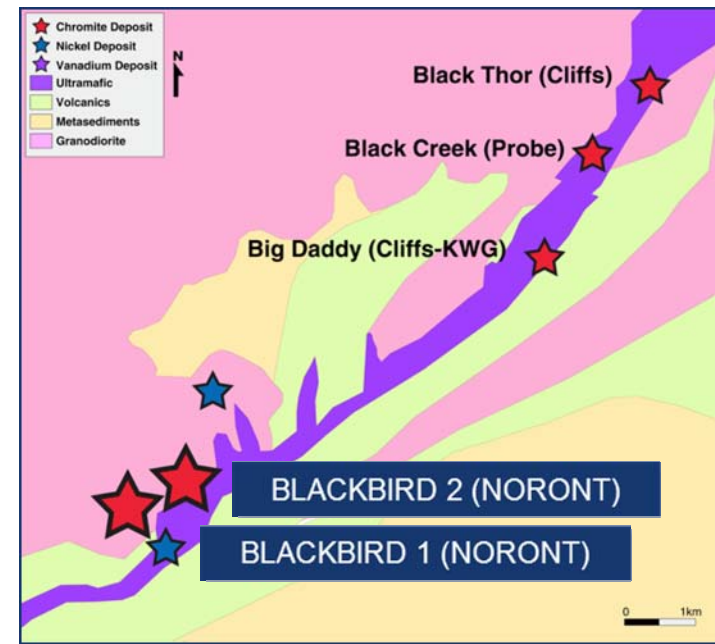 Chromite Deposit
Nickel Deposit
Vanadium Deposit
Ultramafic
Volcanics
Metasediments
Granodiorite
N
Black Thor (Cliffs)
Black Creek (Probe)
Big Daddy (Cliffs-KWG)
BLACKBIRD 2 (NORONT)
BLACKBIRD 1 (NORONT)
0 1km